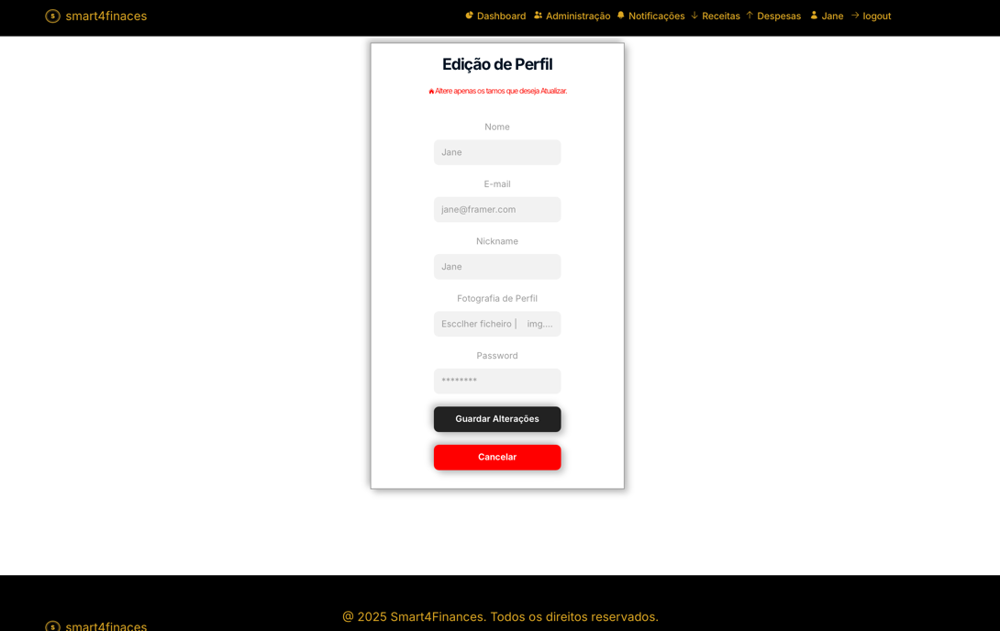 smart4finaces Dashboard Administração Notificações Receitas Despesas Jane logout
Edição de Perfil
Altere apenas os tamos que deseja Atualizar.
Nome
Jane
E-mail
jane@framer.com
Nickname
Jane
Fotografia de Perfil
Escclher ficheiro | img....
Password
********
Guardar Alterações
Cancelar
@ 2025 Smart4Finances. Todos os direitos reservados.
smart4finaces